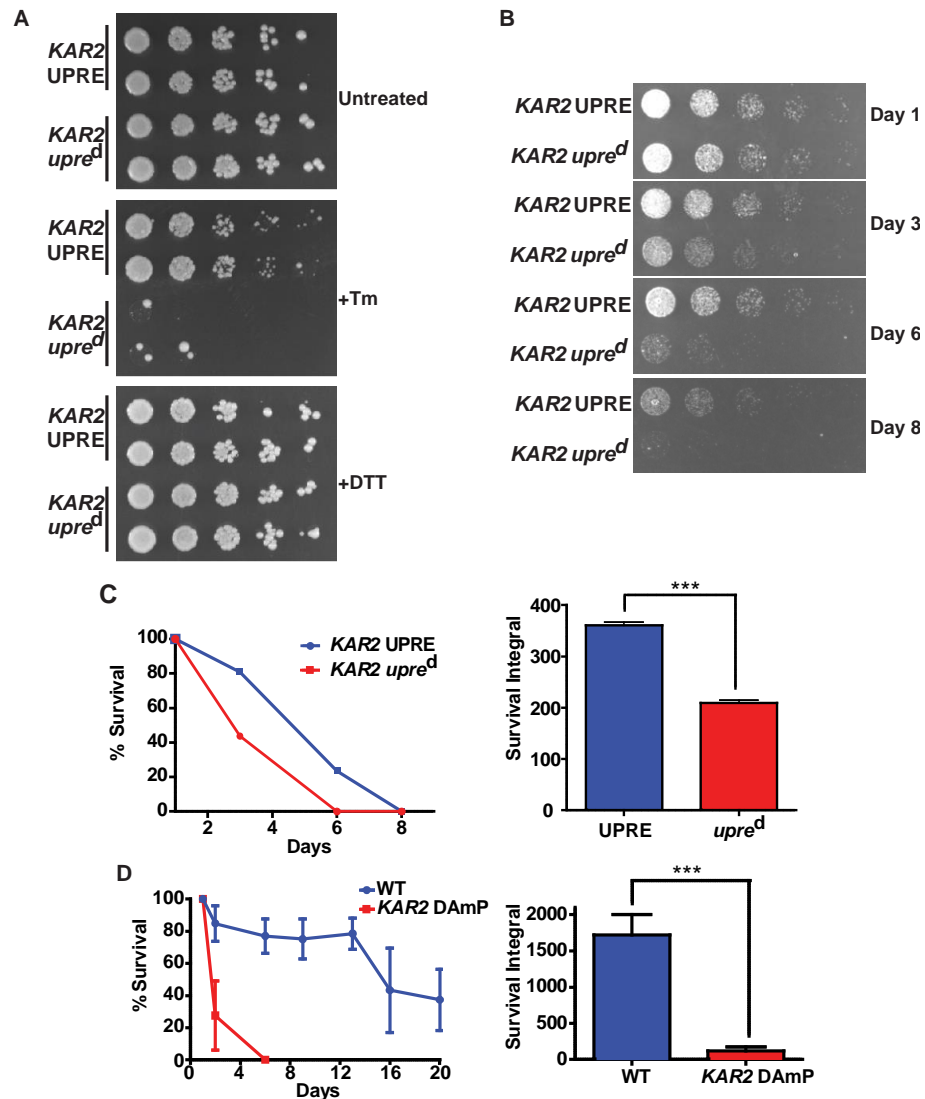 A
KAR2
UPRE
KAR2
upre^d
Untreated
KAR2
UPRE
KAR2
upre^d
+Tm
KAR2
UPRE
KAR2
upre^d
+DTT
B
KAR2 UPRE
KAR2 upre^d
Day 1
KAR2 UPRE
KAR2 upre^d
Day 3
KAR2 UPRE
KAR2 upre^d
Day 6
KAR2 UPRE
KAR2 upre^d
Day 8
C
% Survival
100
80
60
40
20
0
2 4 6 8
Days
KAR2 UPRE
KAR2 upre^d
Survival Integral
400
300
200
100
0
***
UPRE upre^d
D
% Survival
100
80
60
40
20
0
0 4 8 12 16 20
Days
WT
KAR2 DAmP
Survival Integral
2000
1500
1000
500
0
***
WT KAR2 DAmP